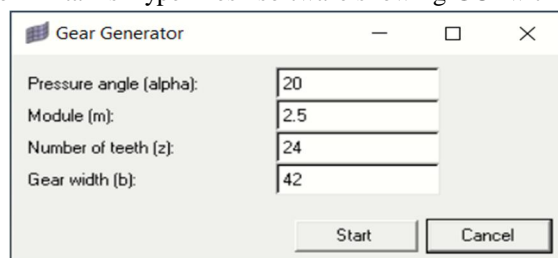 Gear Generator
Pressure angle (alpha): 20
Module (m): 2.5
Number of teeth (z): 24
Gear width (b): 42
Start Cancel